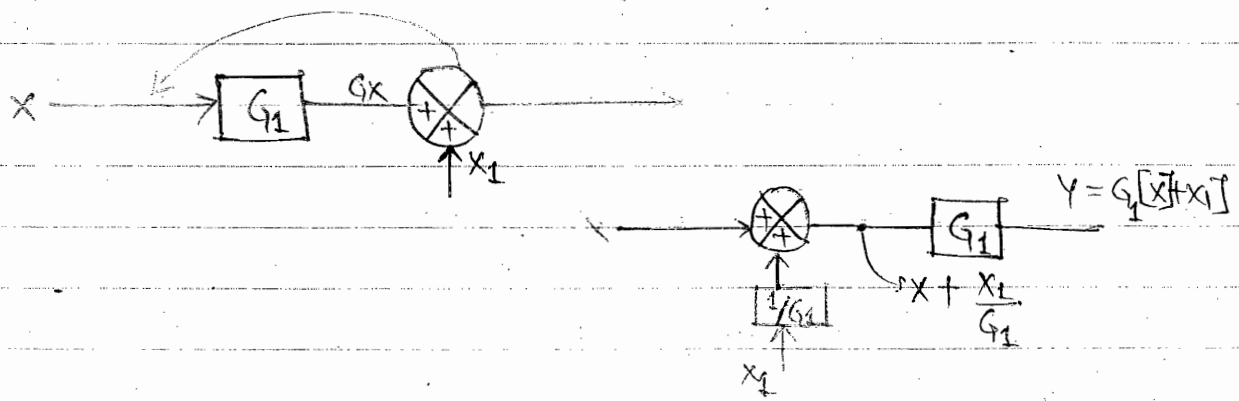 X G1 GX + +
X1
Y = G1[X]+X1]
X + + G1
1/G1 X + X1/G1
X1